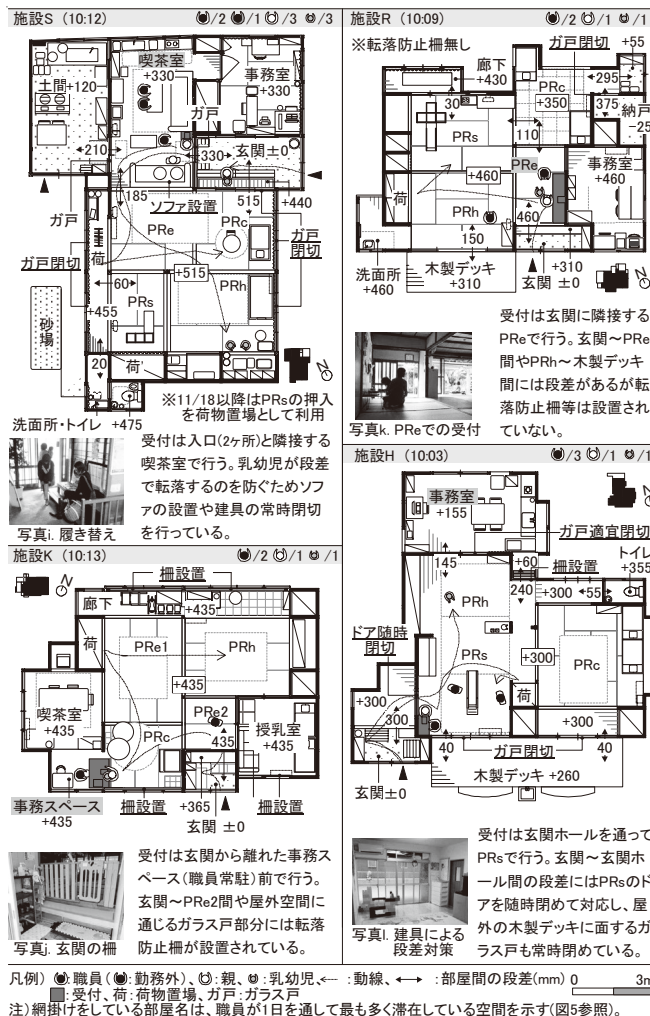 施設S (10:12) /2 /1 /3 /3
喫茶室
+330
土間+120
事務室
+330
ガ戸
210
330
玄関±0
185
ソファ設置
515
+440
PRe
PRc
ガ戸
ガ戸
閉切
ガ戸閉切
荷
+515
60
PRs
PRh
+455
砂場
20
荷
洗面所・トイレ +475
※11/18以降はPRsの押入
を荷物置場として利用
写真i. 履き替え
受付は入口(2ヶ所)と隣接する
喫茶室で行う。乳幼児が段差
で転落するのを防ぐためソフ
ァの設置や建具の常時閉切
を行っている。
施設K (10:13) /2 /1 /1
柵設置
廊下
+435
荷
PRe1
PRh
+435
喫茶室
+435
PRc
PRe2
435
授乳室
+435
事務スペース
+435
柵設置
+365
玄関 ±0
柵設置
写真j. 玄関の柵
受付は玄関から離れた事務ス
ペース(職員常駐)前で行う。
玄関～PRe2間や屋外空間に
通じるガラス戸部分には転落
防止柵が設置されている。
施設R (10:09) /2 /1 /1
※転落防止柵無し
ガ戸閉切
+55
廊下
+430
PRc
+350
295
375
納戸
30
PRs
110
PRe
事務室
+460
+460
荷
PRh
460
150
洗面所
+460
木製デッキ
+310
+310
玄関 ±0
写真k. PReでの受付
受付は玄関に隣接する
PReで行う。玄関～PRe
間やPRh～木製デッキ
間には段差があるが転
落防止柵等は設置され
ていない。
施設H (10:03) /3 /1 /1
事務室
+155
ガ戸適宜閉切
トイレ
+355
145
+60
柵設置
240
+300
55
PRh
ドア随時
閉切
PRs
+300
PRc
荷
+300
300
+300
40
ガ戸閉切
40
木製デッキ +260
玄関±0
写真l. 建具による
段差対策
受付は玄関ホールを通って
PRsで行う。玄関～玄関ホ
ール間の段差にはPRsのド
アを随時閉めて対応し、屋
外の木製デッキに面するガ
ラス戸も常時閉めている。
凡例) :職員( :勤務外)、 :親、 :乳幼児、 :動線、 :部屋間の段差(mm) 0 3m
:受付、荷:荷物置場、ガ戸:ガラス戸
注)網掛けをしている部屋名は、職員が1日を通して最も多く滞在している空間を示す(図5参照)。